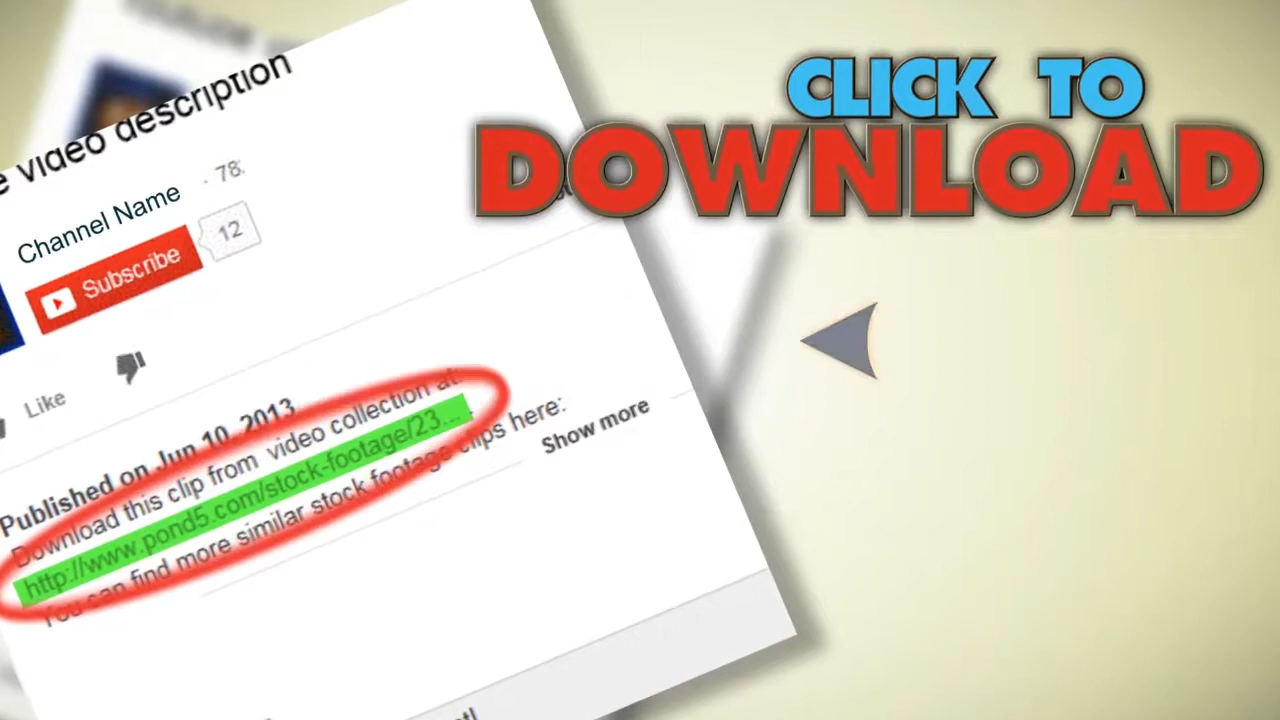 CLICK TO
DOWNLOAD
video description
Channel Name
Subscribe
12
Like
Published on Jun 10, 2013
Download this clip from video collection at:
http://www.pond5.com/stock-footage/23...
You can find more similar stock footage clips here:
Show more